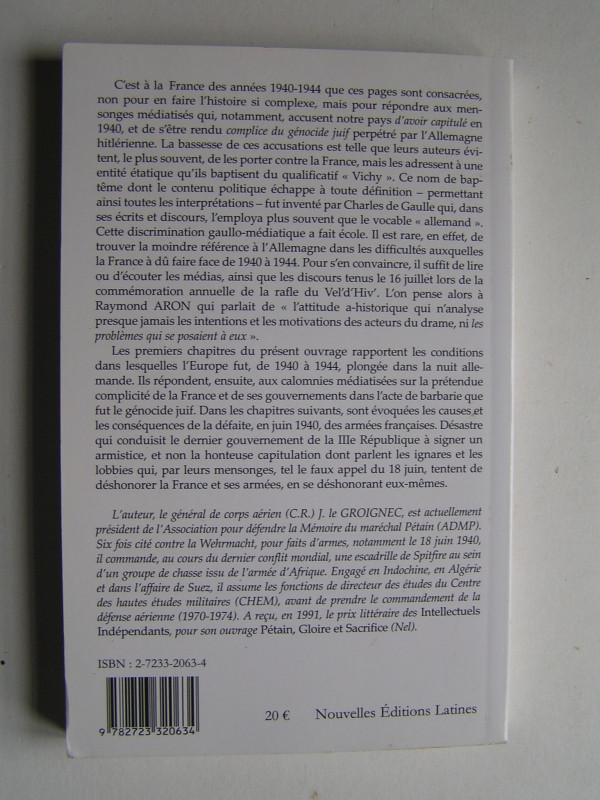 C'est à la France des années 1940-1944 que ces pages sont consacrées,
non pour en faire l'histoire si complexe, mais pour répondre aux men-
songes médiatisés qui, notamment, accusent notre pays d'avoir capitulé en
1940, et de s'être rendu complice du génocide juif perpétré par l'Allemagne
hitlérienne. La bassesse de ces accusations est telle que leurs auteurs évi-
tent, le plus souvent, de les porter contre la France, mais les adressent à une
entité étatique qu'ils baptisent du qualificatif « Vichy ». Ce nom de bap-
tême dont le contenu politique échappe à toute définition – permettant
ainsi toutes les interprétations – fut inventé par Charles de Gaulle qui, dans
ses écrits et discours, l'employa plus souvent que le vocable « allemand ».
Cette discrimination gaullo-médiatique a fait école. Il est rare, en effet, de
trouver la moindre référence à l'Allemagne dans les difficultés auxquelles
la France à dû faire face de 1940 à 1944. Pour s'en convaincre, il suffit de lire
ou d'écouter les médias, ainsi que les discours tenus le 16 juillet lors de la
commémoration annuelle de la rafle du Vel'd'Hiv'. L'on pense alors à
Raymond ARON qui parlait de « l'attitude a-historique qui n'analyse
presque jamais les intentions et les motivations des acteurs du drame, ni les
problèmes qui se posaient à eux ».
Les premiers chapitres du présent ouvrage rapportent les conditions
dans lesquelles l'Europe fut, de 1940 à 1944, plongée dans la nuit alle-
mande. Ils répondent, ensuite, aux calomnies médiatisées sur la prétendue
complicité de la France et de ses gouvernements dans l'acte de barbarie que
fut le génocide juif. Dans les chapitres suivants, sont évoquées les causes et
les conséquences de la défaite, en juin 1940, des armées françaises. Désastre
qui conduisit le dernier gouvernement de la IIIe République à signer un
armistice, et non la honteuse capitulation dont parlent les ignares et les
lobbies qui, par leurs mensonges, tel le faux appel du 18 juin, tentent de
déshonorer la France et ses armées, en se déshonorant eux-mêmes.
L'auteur, le général de corps aérien (C.R.) J. le GROIGNEC, est actuellement
président de l'Association pour défendre la Mémoire du maréchal Pétain (ADMP).
Six fois cité contre la Wehrmacht, pour faits d'armes, notamment le 18 juin 1940,
il commande, au cours du dernier conflit mondial, une escadrille de Spitfire au sein
d'un groupe de chasse issu de l'armée d'Afrique. Engagé en Indochine, en Algérie
et dans l'affaire de Suez, il assume les fonctions de directeur des études du Centre
des hautes études militaires (CHEM), avant de prendre le commandement de la
défense aérienne (1970-1974). A reçu, en 1991, le prix littéraire des Intellectuels
Indépendants, pour son ouvrage Pétain, Gloire et Sacrifice (Nel).
ISBN : 2-7233-2063-4
9 782723 320634
20 € Nouvelles Éditions Latines